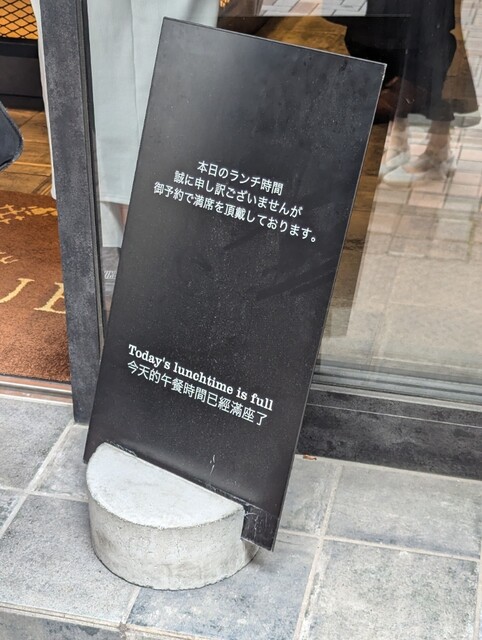 本日のランチ時間
誠に申し訳ございませんが
御予約で満席を頂戴しております。
Today's lunchtime is full
今天的午餐時間已經滿座了